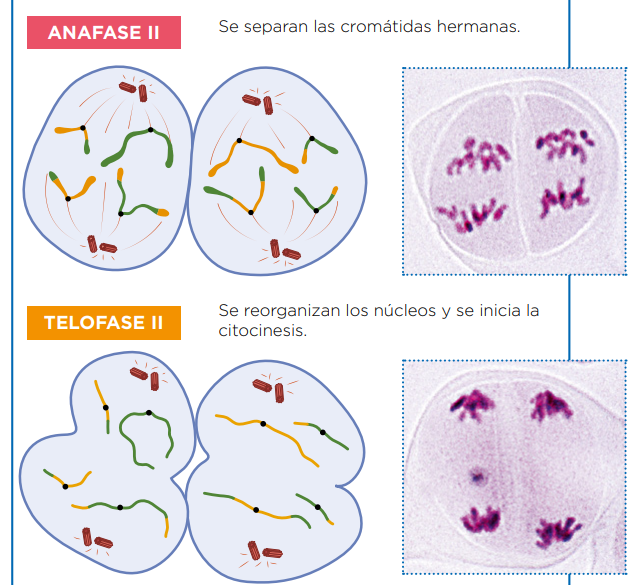 ANAFASE II
Se separan las cromátidas hermanas.
TELOFASE II
Se reorganizan los núcleos y se inicia la
citocinesis.